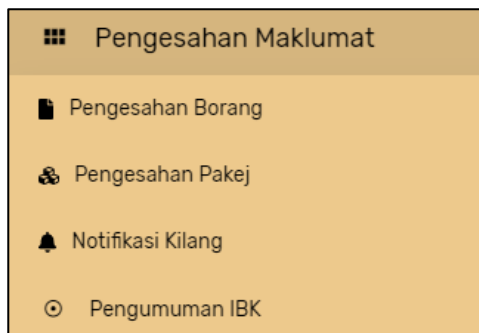 Pengesahan Maklumat
Pengesahan Borang
Pengesahan Pakej
Notifikasi Kilang
Pengumuman IBK